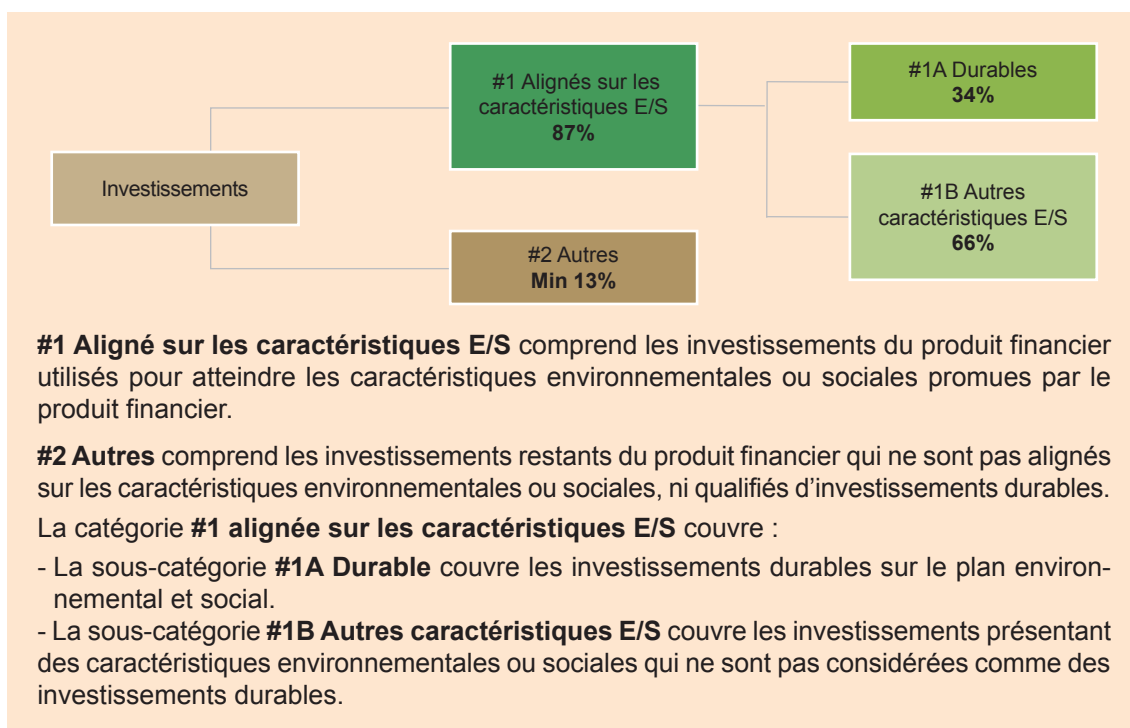 #1 Alignés sur les
caractéristiques E/S
87%
#1A Durables
34%
Investissements
#1B Autres
caractéristiques E/S
66%
#2 Autres
Min 13%
#1 Aligné sur les caractéristiques E/S comprend les investissements du produit financier
utilisés pour atteindre les caractéristiques environnementales ou sociales promues par le
produit financier.
#2 Autres comprend les investissements restants du produit financier qui ne sont pas alignés
sur les caractéristiques environnementales ou sociales, ni qualifiés d’investissements durables.
La catégorie #1 alignée sur les caractéristiques E/S couvre :
- La sous-catégorie #1A Durable couvre les investissements durables sur le plan environ-
nemental et social.
- La sous-catégorie #1B Autres caractéristiques E/S couvre les investissements présentant
des caractéristiques environnementales ou sociales qui ne sont pas considérées comme des
investissements durables.